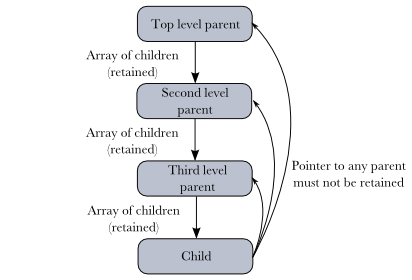 Top level parent
Array of children
(retained)
Second level
parent
Array of children
(retained)
Third level
parent
Pointer to any parent
must not be retained
Array of children
(retained)
Child